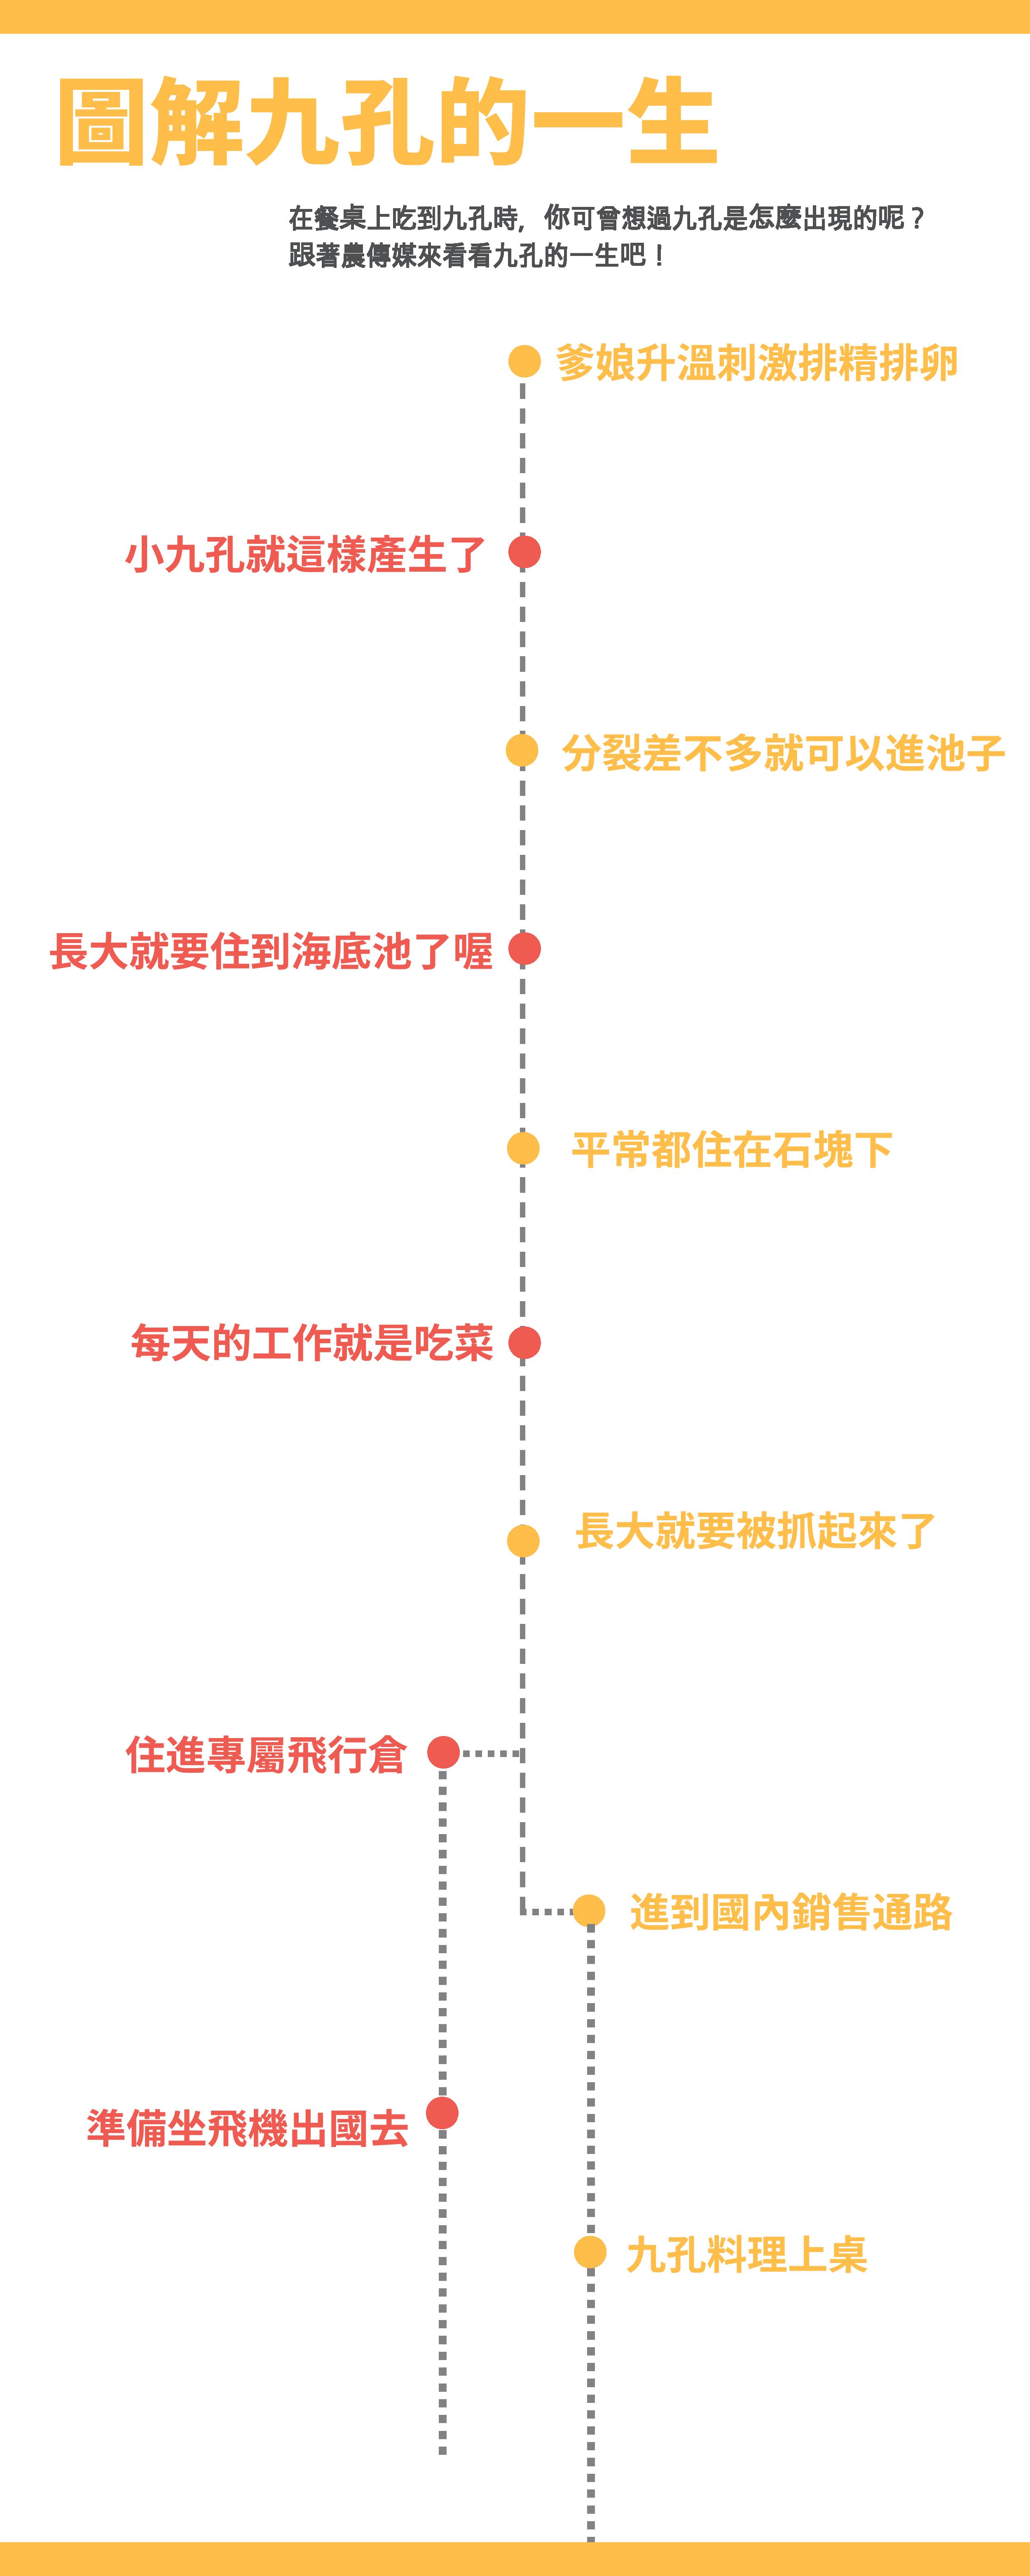 圖解九孔的一生
在餐桌上吃到九孔時，你可曾想過九孔是怎麼出現的呢？
跟著農傳媒來看看九孔的一生吧！
爹娘升溫刺激排精排卵
小九孔就這樣產生了
分裂差不多就可以進池子
長大就要住到海底池了喔
平常都住在石塊下
每天的工作就是吃菜
長大就要被抓起來了
住進專屬飛行倉
進到國內銷售通路
準備坐飛機出國去
九孔料理上桌